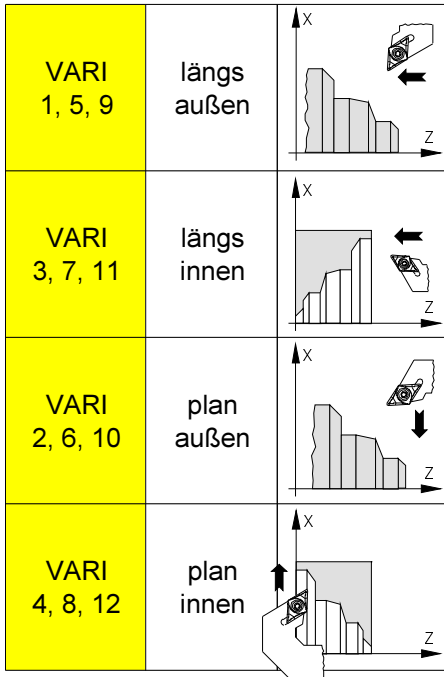 VARI
1, 5, 9
längs
außen
X
Z
VARI
3, 7, 11
längs
innen
X
Z
VARI
2, 6, 10
plan
außen
X
Z
VARI
4, 8, 12
plan
innen
X
Z